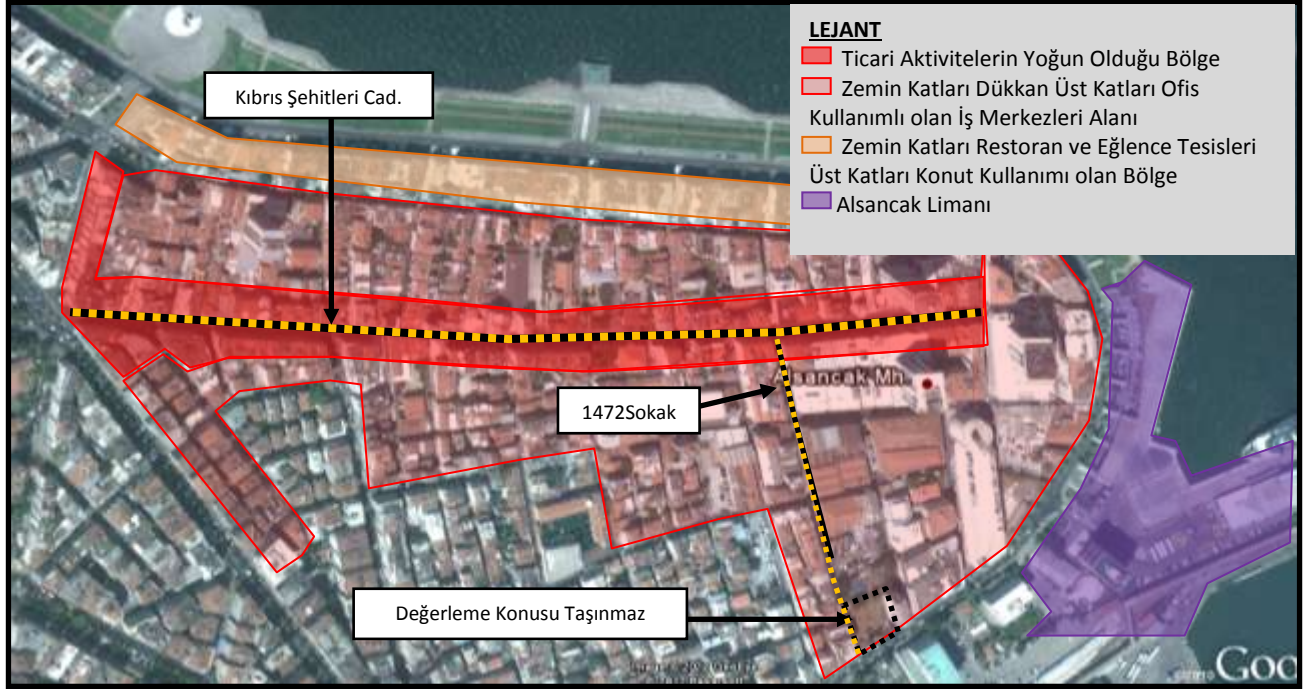 LEJANT
Ticari Aktivitelerin Yoğun Olduğu Bölge
Zemin Katları Dükkan Üst Katları Ofis
Kullanımlı olan İş Merkezleri Alanı
Zemin Katları Restoran ve Eğlence Tesisleri
Üst Katları Konut Kullanımı olan Bölge
Alsancak Limanı
Kıbrıs Şehitleri Cad.
1472Sokak
Değerleme Konusu Taşınmaz
Goo